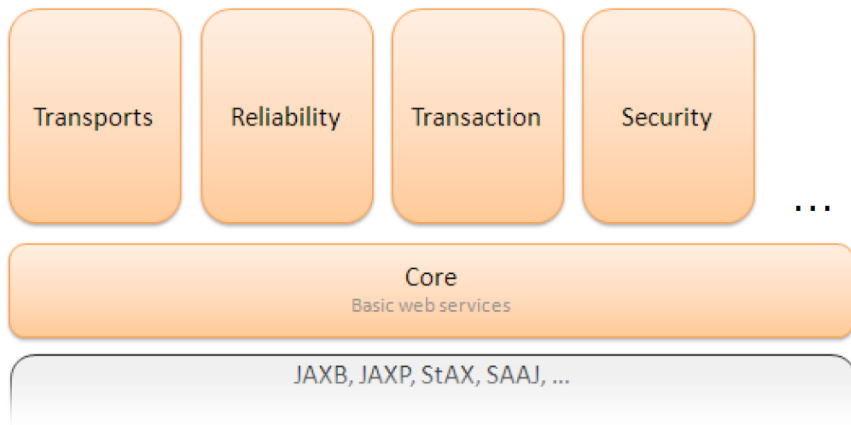 Transports
Reliability
Transaction
Security
...
Core
Basic web services
JAXB, JAXP, StAX, SAAJ, ...